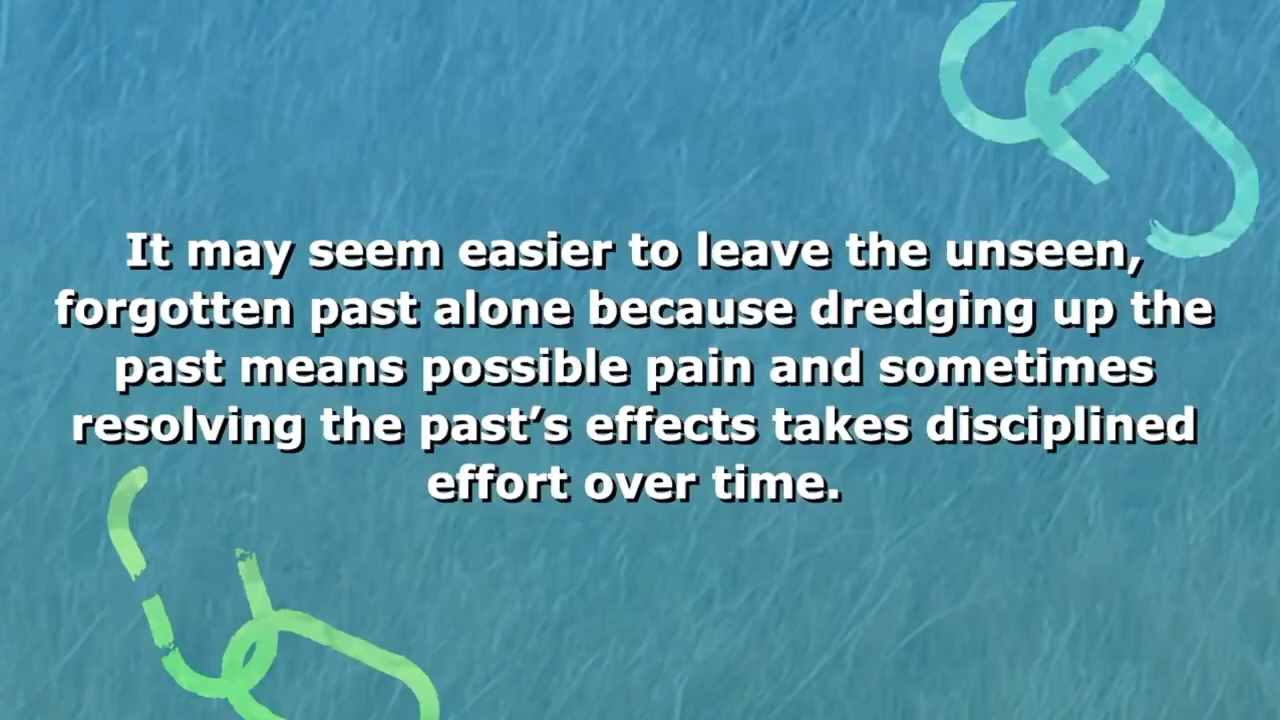 It may seem easier to leave the unseen,
forgotten past alone because dredging up the
past means possible pain and sometimes
resolving the past’s effects takes disciplined
effort over time.